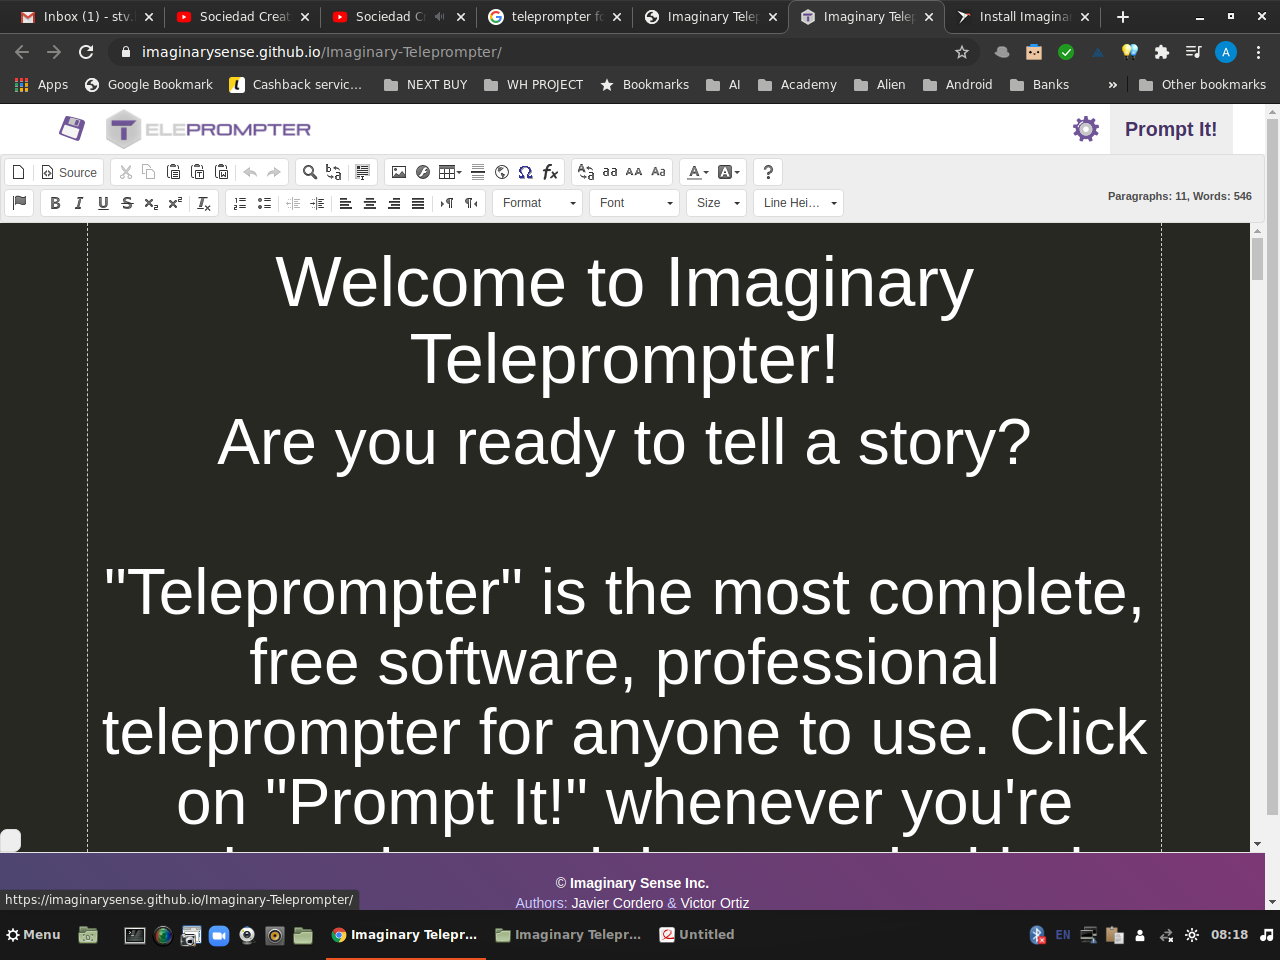 Inbox (1) - stv.
Sociedad Creat
Sociedad C
teleprompter fo
Imaginary Telep
Imaginary Telep
Install Imaginar
imaginarysense.github.io/Imaginary-Teleprompter/
A
Apps
Google Bookmark
Cashback servic...
NEXT BUY
WH PROJECT
Bookmarks
AI
Academy
Alien
Android
Banks
»
Other bookmarks
TELEPROMPTER
Prompt It!
Source
Format
Font
Size
Line Hei...
Paragraphs: 11, Words: 546
Welcome to Imaginary
Teleprompter!
Are you ready to tell a story?
"Teleprompter" is the most complete,
free software, professional
teleprompter for anyone to use. Click
on "Prompt It!" whenever you're
© Imaginary Sense Inc.
https://imaginarysense.github.io/Imaginary-Teleprompter/
Authors: Javier Cordero & Victor Ortiz
Menu
Imaginary Telepr...
Imaginary Telepr...
Untitled
EN
08:18